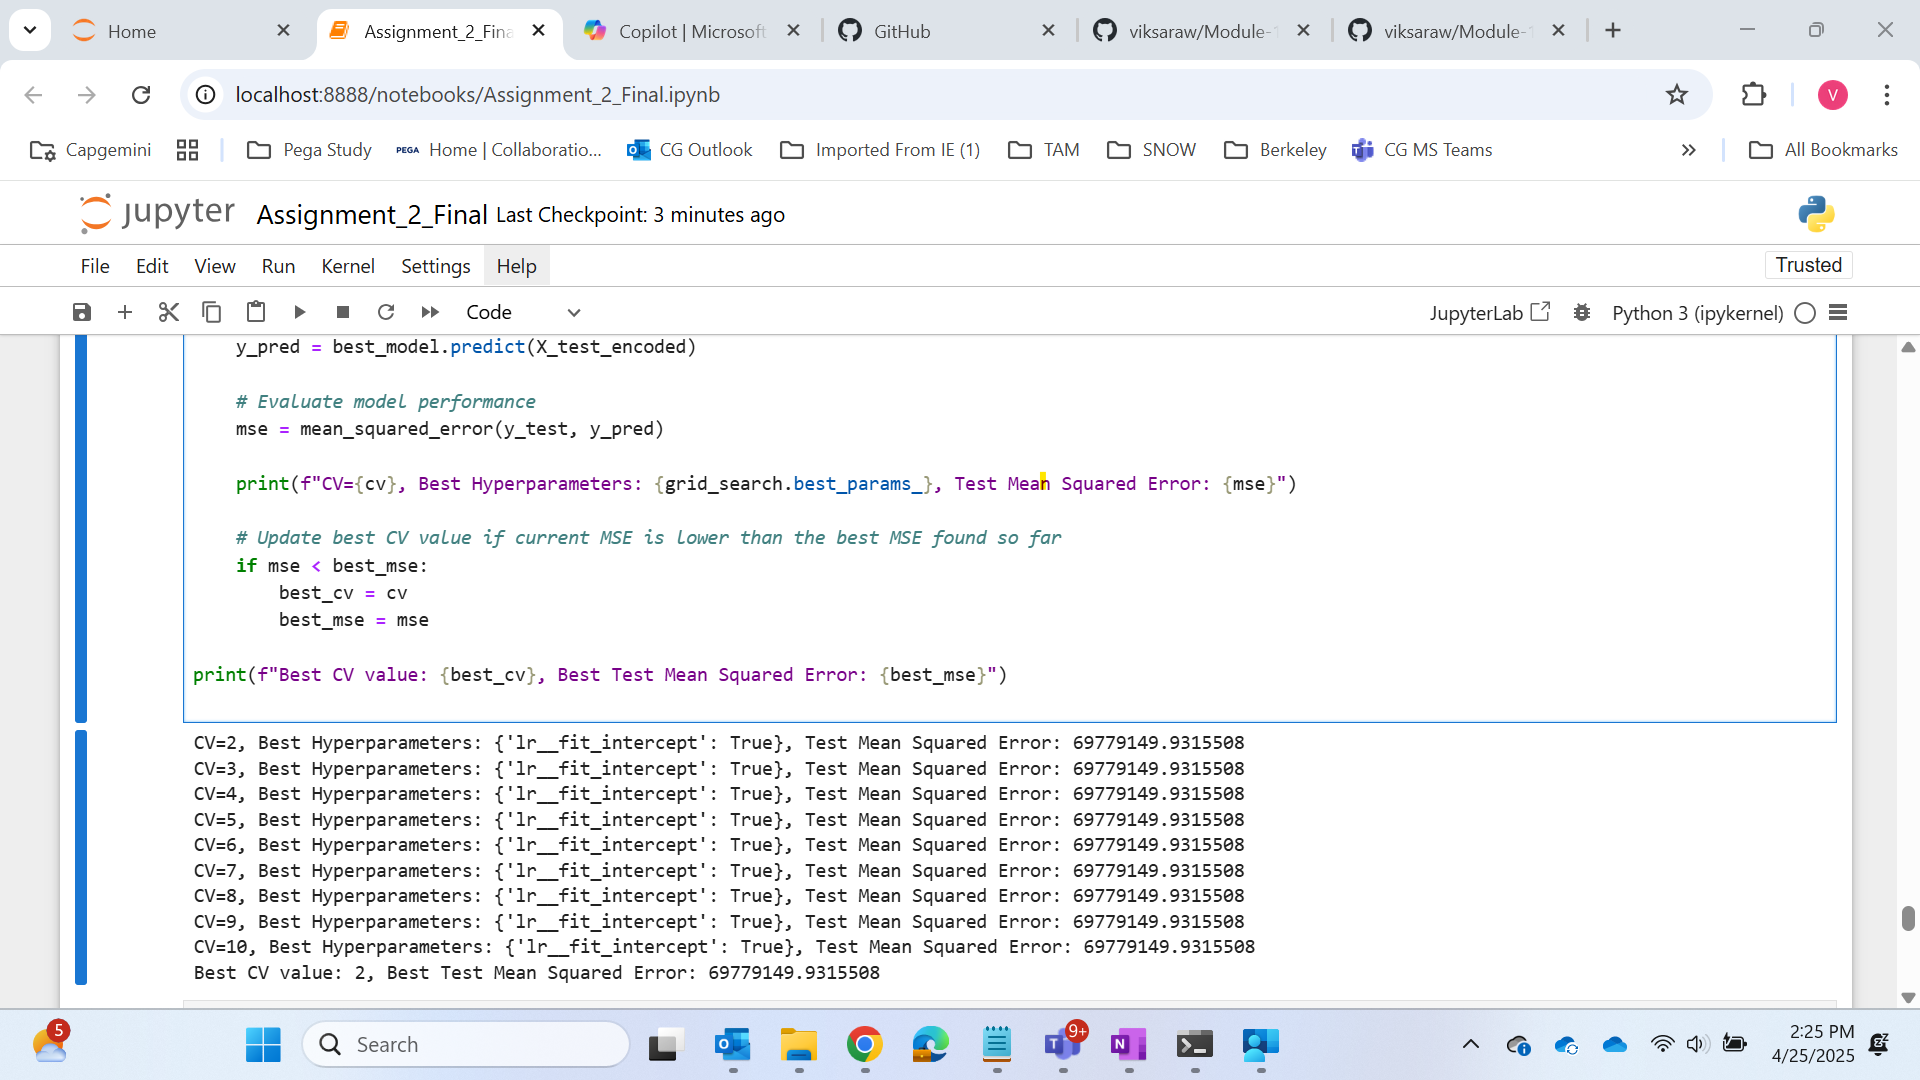 Home
Assignment_2_Fina
Copilot | Microsoft
GitHub
viksaraw/Module-1
viksaraw/Module-1
localhost:8888/notebooks/Assignment_2_Final.ipynb
V
Capgemini
Pega Study
PEGA Home | Collaboratio...
CG Outlook
Imported From IE (1)
TAM
SNOW
Berkeley
CG MS Teams
All Bookmarks
jupyter Assignment_2_Final Last Checkpoint: 3 minutes ago
File Edit View Run Kernel Settings Help
Trusted
Code
JupyterLab
Python 3 (ipykernel)
y_pred = best_model.predict(X_test_encoded)
# Evaluate model performance
mse = mean_squared_error(y_test, y_pred)
print(f"CV={cv}, Best Hyperparameters: {grid_search.best_params_}, Test Mean Squared Error: {mse}")
# Update best CV value if current MSE is lower than the best MSE found so far
if mse < best_mse:
best_cv = cv
best_mse = mse
print(f"Best CV value: {best_cv}, Best Test Mean Squared Error: {best_mse}")
CV=2, Best Hyperparameters: {'lr__fit_intercept': True}, Test Mean Squared Error: 69779149.9315508
CV=3, Best Hyperparameters: {'lr__fit_intercept': True}, Test Mean Squared Error: 69779149.9315508
CV=4, Best Hyperparameters: {'lr__fit_intercept': True}, Test Mean Squared Error: 69779149.9315508
CV=5, Best Hyperparameters: {'lr__fit_intercept': True}, Test Mean Squared Error: 69779149.9315508
CV=6, Best Hyperparameters: {'lr__fit_intercept': True}, Test Mean Squared Error: 69779149.9315508
CV=7, Best Hyperparameters: {'lr__fit_intercept': True}, Test Mean Squared Error: 69779149.9315508
CV=8, Best Hyperparameters: {'lr__fit_intercept': True}, Test Mean Squared Error: 69779149.9315508
CV=9, Best Hyperparameters: {'lr__fit_intercept': True}, Test Mean Squared Error: 69779149.9315508
CV=10, Best Hyperparameters: {'lr__fit_intercept': True}, Test Mean Squared Error: 69779149.9315508
Best CV value: 2, Best Test Mean Squared Error: 69779149.9315508
5
Search
9+
2:25 PM
4/25/2025